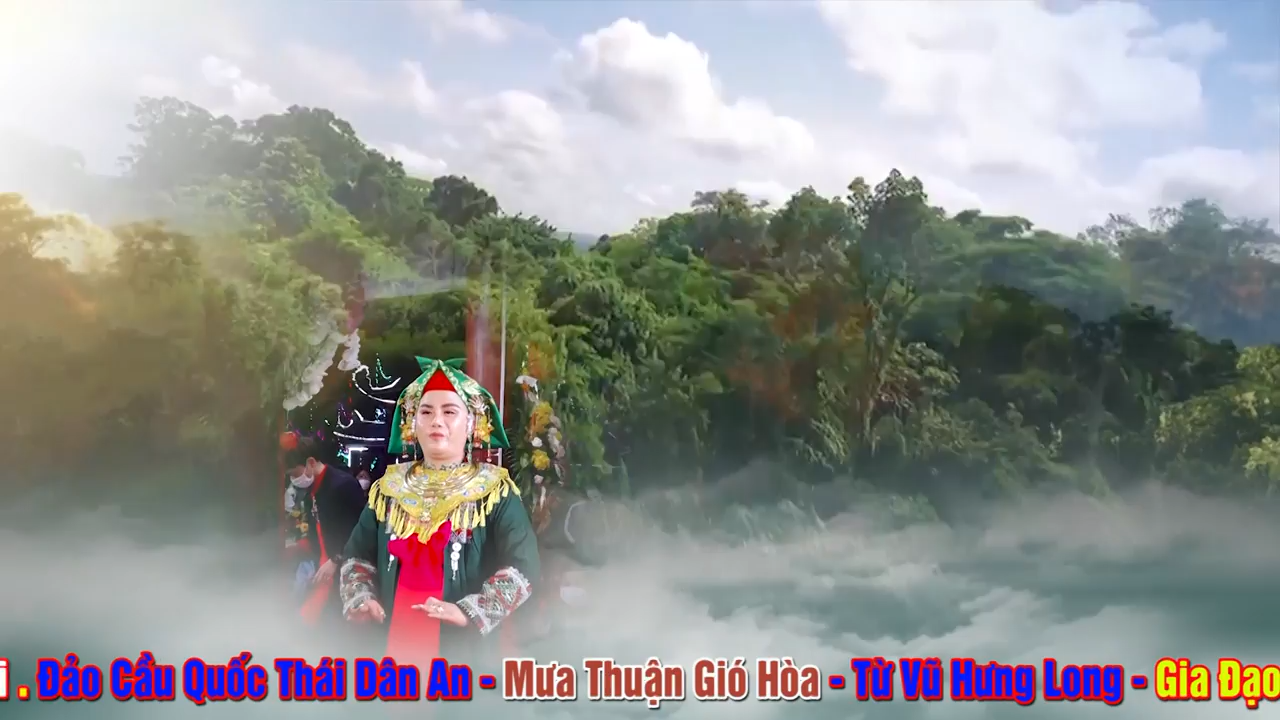 i . Đảo Cầu Quốc Thái Dân An - Mưa Thuận Gió Hòa - Từ Vũ Hưng Long - Gia Đạo